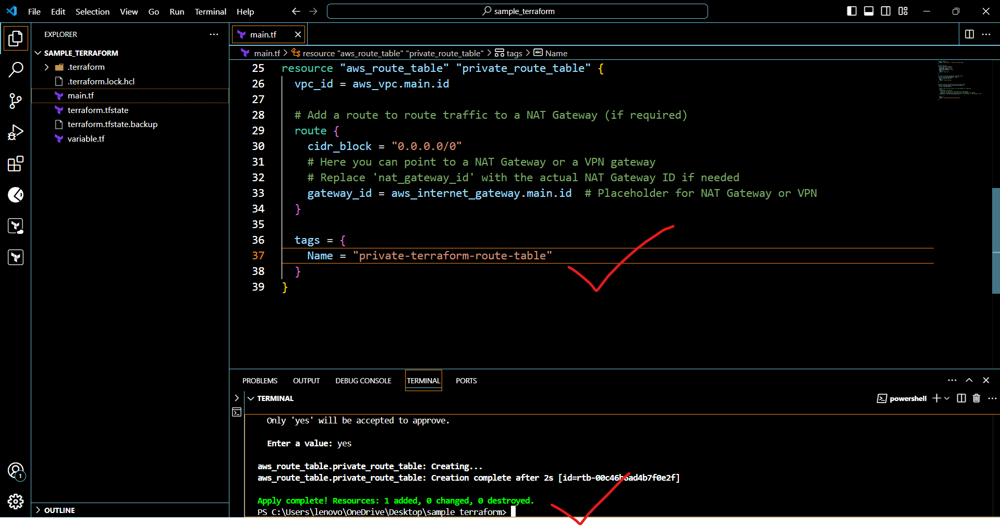 File Edit Selection View Go Run Terminal Help
sample_terraform
EXPLORER
SAMPLE_TERRAFORM
.terraform
.terraform.lock.hcl
main.tf
terraform.tfstate
terraform.tfstate.backup
variable.tf
OUTLINE
1
main.tf
main.tf > resource "aws_route_table" "private_route_table" > tags > abc Name
25 resource "aws_route_table" "private_route_table" {
26 vpc_id = aws_vpc.main.id
27
28 # Add a route to route traffic to a NAT Gateway (if required)
29 route {
30 cidr_block = "0.0.0.0/0"
31 # Here you can point to a NAT Gateway or a VPN gateway
32 # Replace 'nat_gateway_id' with the actual NAT Gateway ID if needed
33 gateway_id = aws_internet_gateway.main.id # Placeholder for NAT Gateway or VPN
34 }
35
36 tags = {
37 Name = "private-terraform-route-table"
38 }
39 }
PROBLEMS OUTPUT DEBUG CONSOLE TERMINAL PORTS
TERMINAL
powershell
Only 'yes' will be accepted to approve.
Enter a value: yes
aws_route_table.private_route_table: Creating...
aws_route_table.private_route_table: Creation complete after 2s
Apply complete! Resources: 1 added, 0 changed, 0 destroyed.
PS C:\Users\lenovo\OneDrive\Desktop\sample terraform>